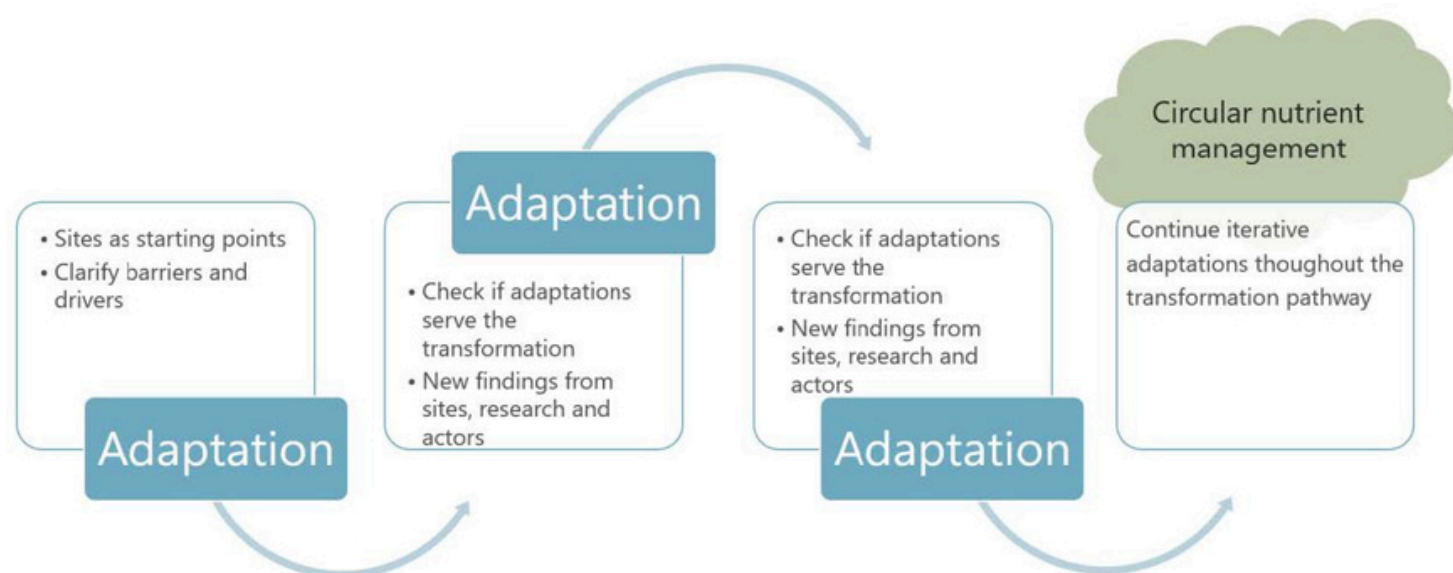 • Sites as starting points
• Clarify barriers and
drivers
Adaptation
Adaptation
• Check if adaptations
serve the
transformation
• New findings from
sites, research and
actors
• Check if adaptations
serve the
transformation
• New findings from
sites, research and
actors
Adaptation
Circular nutrient
management
Continue iterative
adaptations thoughout the
transformation pathway